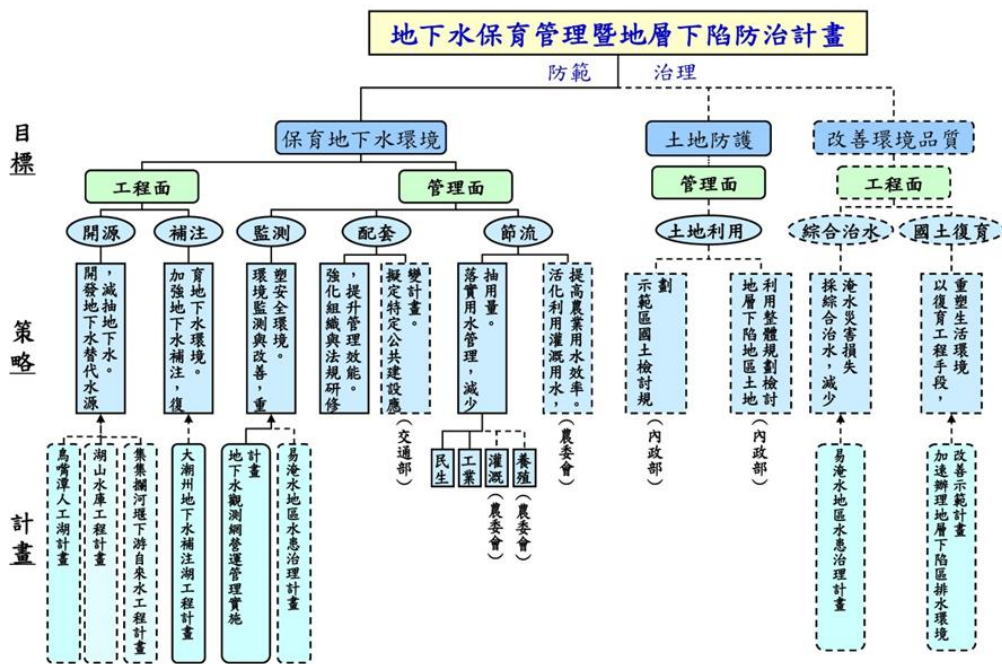 地下水保育管理暨地層下陷防治計畫
防範
治理
目標
保育地下水環境
土地防護
改善環境品質
工程面
管理面
管理面
工程面
開源
補注
監測
配套
節流
土地利用
綜合治水
國土復育
策略
開發地下水替代水源
，減抽地下水。
加強地下水補注，復
育地下水環境。
環境監測與改善，重
塑安全環境。
強化組織與法規研修
，提升管理效能。
擬定特定公共建設應
變計畫。
（交通部）
落實用水管理，減少
抽用量。
活化利用灌溉用水，
提高農業用水效率。
（農委會）
示範區國土檢討規
劃
（內政部）
地層下陷地區土地
利用整體規劃檢討
（內政部）
採綜合治水，減少
淹水災害損失
以復育工程手段，
重塑生活環境
民生
工業
灌溉
（農委會）
養殖
（農委會）
計畫
鳥嘴潭人工湖計畫
湖山水庫工程計畫
集集攔河堰下游自來水工程計畫
大潮州地下水補注湖工程計畫
地下水觀測網營運管理實施
計畫
易淹水地區水患治理計畫
易淹水地區水患治理計畫
加速辦理地層下陷區排水環境
改善示範計畫